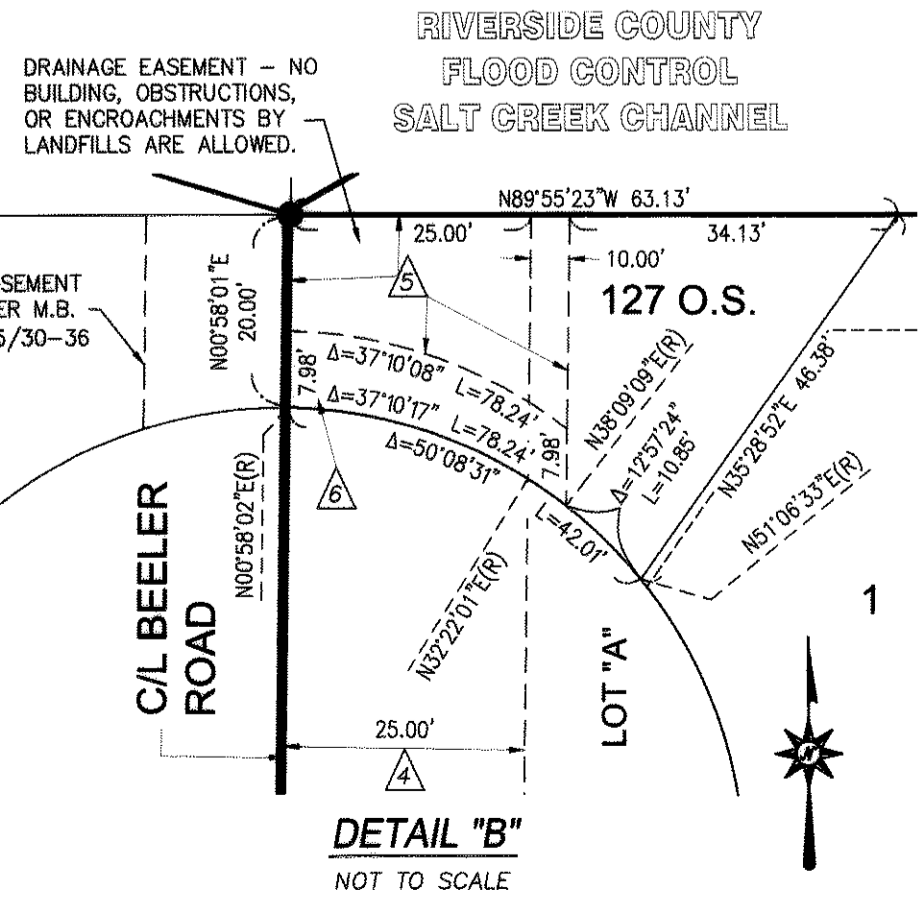 RIVERSIDE COUNTY
FLOOD CONTROL
SALT CREEK CHANNEL
DRAINAGE EASEMENT – NO
BUILDING, OBSTRUCTIONS,
OR ENCROACHMENTS BY
LANDFILLS ARE ALLOWED.
N89°55'23"W 63.13'
25.00'
34.13'
10.00'
5
127 O.S.
SEMENT
ER M.B.
5/30-36
N00°58'01"E
20.00'
7.98'
Δ=37°10'08"
L=78.24'
Δ=37°10'17"
L=78.24'
Δ=50°08'31"
L=42.01'
7.98'
N38°09'09"E(R)
Δ=12°57'24"
L=10.85'
N35°28'52"E 46.38'
N51°06'33"E(R)
6
N00°58'02"E(R)
N32°22'01"E(R)
C/L BEELER
ROAD
LOT "A"
1
25.00'
4
N
DETAIL "B"
NOT TO SCALE